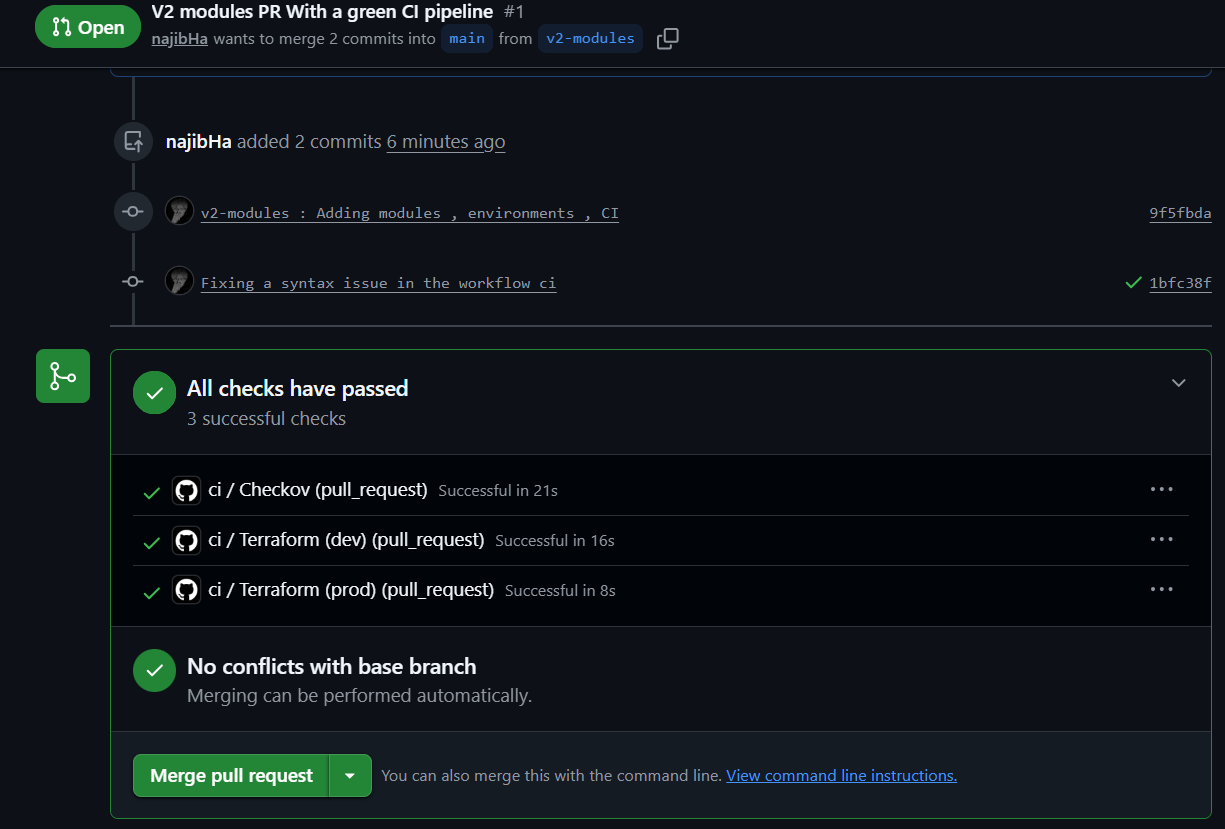 Open
V2 modules PR With a green CI pipeline #1
najibHa wants to merge 2 commits into main from v2-modules
najibHa added 2 commits 6 minutes ago
v2-modules : Adding modules , environments , CI 9f5fbda
Fixing a syntax issue in the workflow ci 1bfc38f
All checks have passed
3 successful checks
ci / Checkov (pull_request) Successful in 21s
ci / Terraform (dev) (pull_request) Successful in 16s
ci / Terraform (prod) (pull_request) Successful in 8s
No conflicts with base branch
Merging can be performed automatically.
Merge pull request You can also merge this with the command line. View command line instructions.